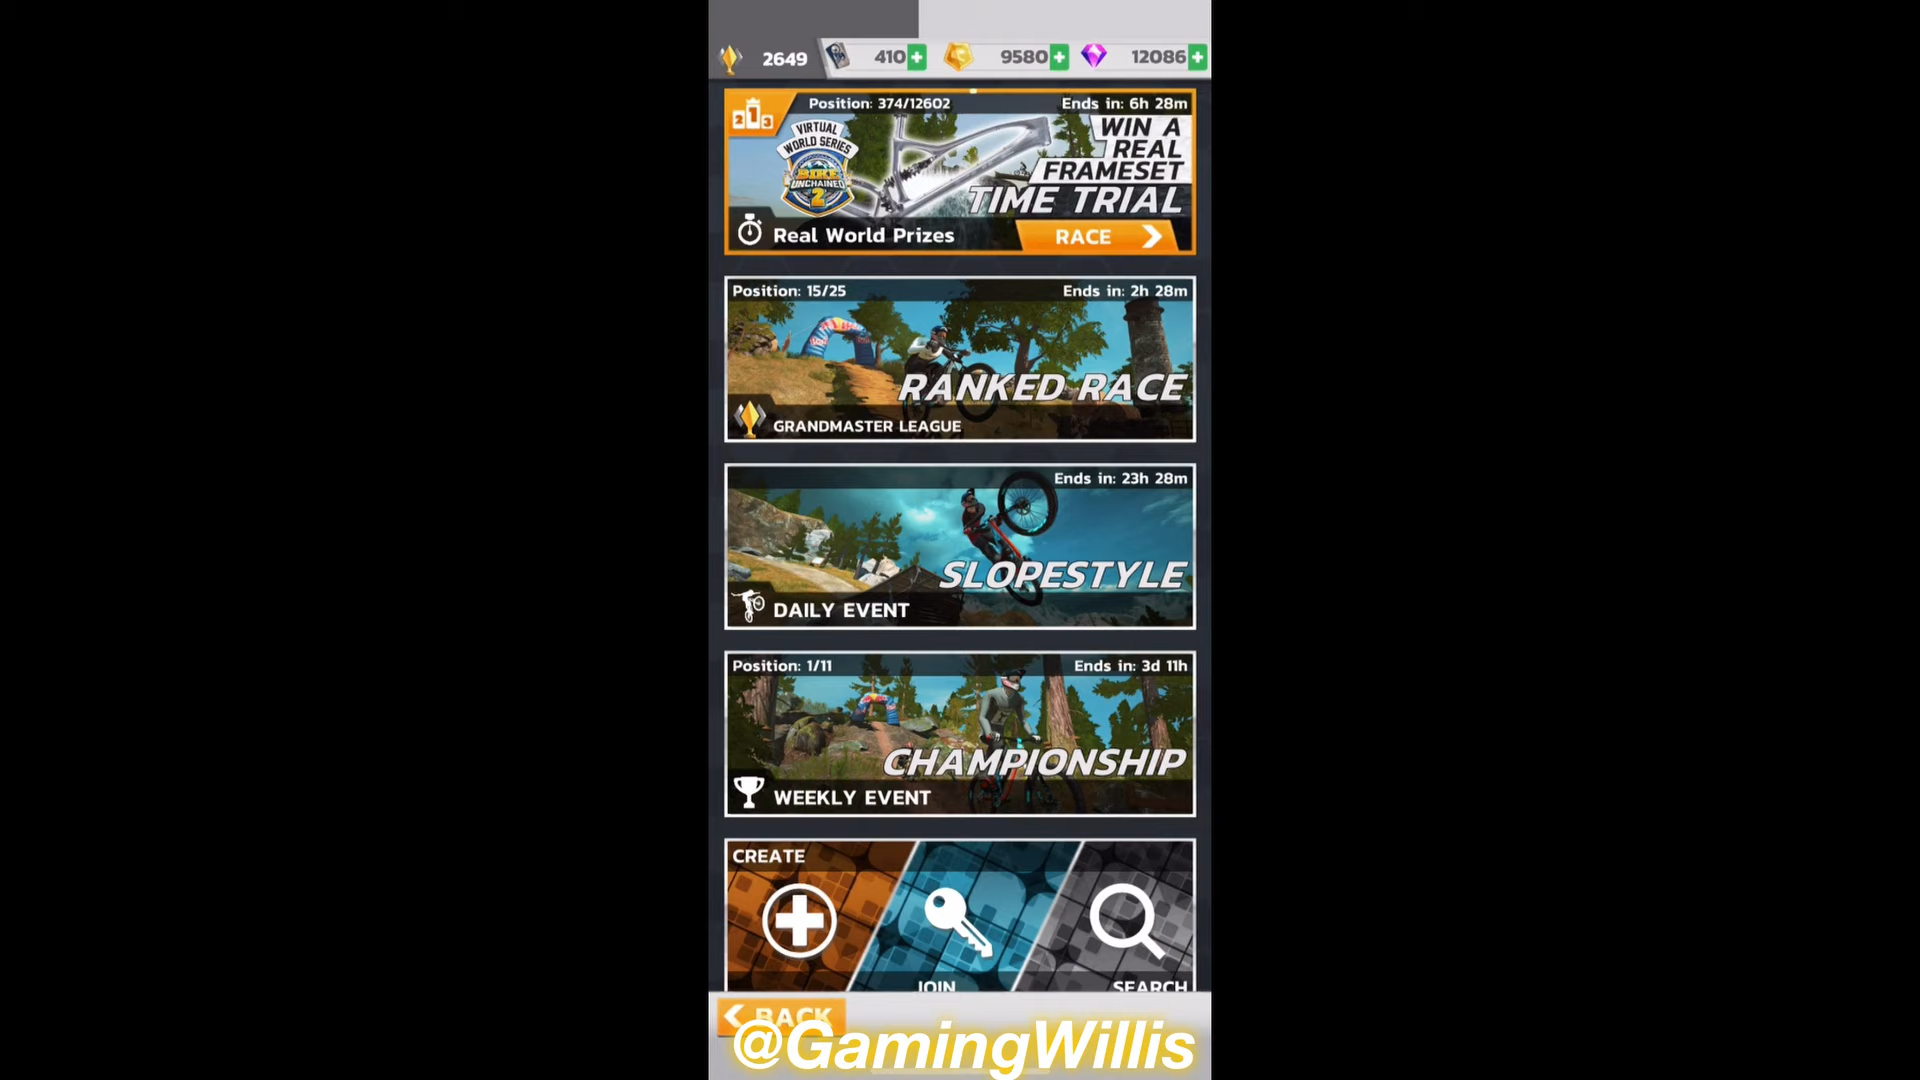 2649 410 9580 12086
Position: 374/12602 Ends in: 6h 28m
2 1 3
VIRTUAL
WORLD SERIES
BIKE
UNCHAINED
2
WIN A
REAL
FRAMESET
TIME TRIAL
Real World Prizes RACE
Position: 15/25 Ends in: 2h 28m
RANKED RACE
GRANDMASTER LEAGUE
Ends in: 23h 28m
SLOPESTYLE
DAILY EVENT
Position: 1/11 Ends in: 3d 11h
CHAMPIONSHIP
WEEKLY EVENT
CREATE
JOIN SEARCH
BACK
@GamingWillis